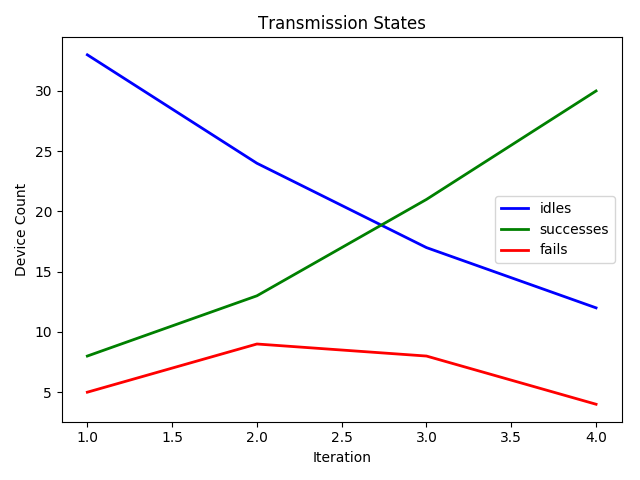 Transmission States
Device Count
30
25
20
15
10
5
idles
successes
fails
1.0 1.5 2.0 2.5 3.0 3.5 4.0
Iteration